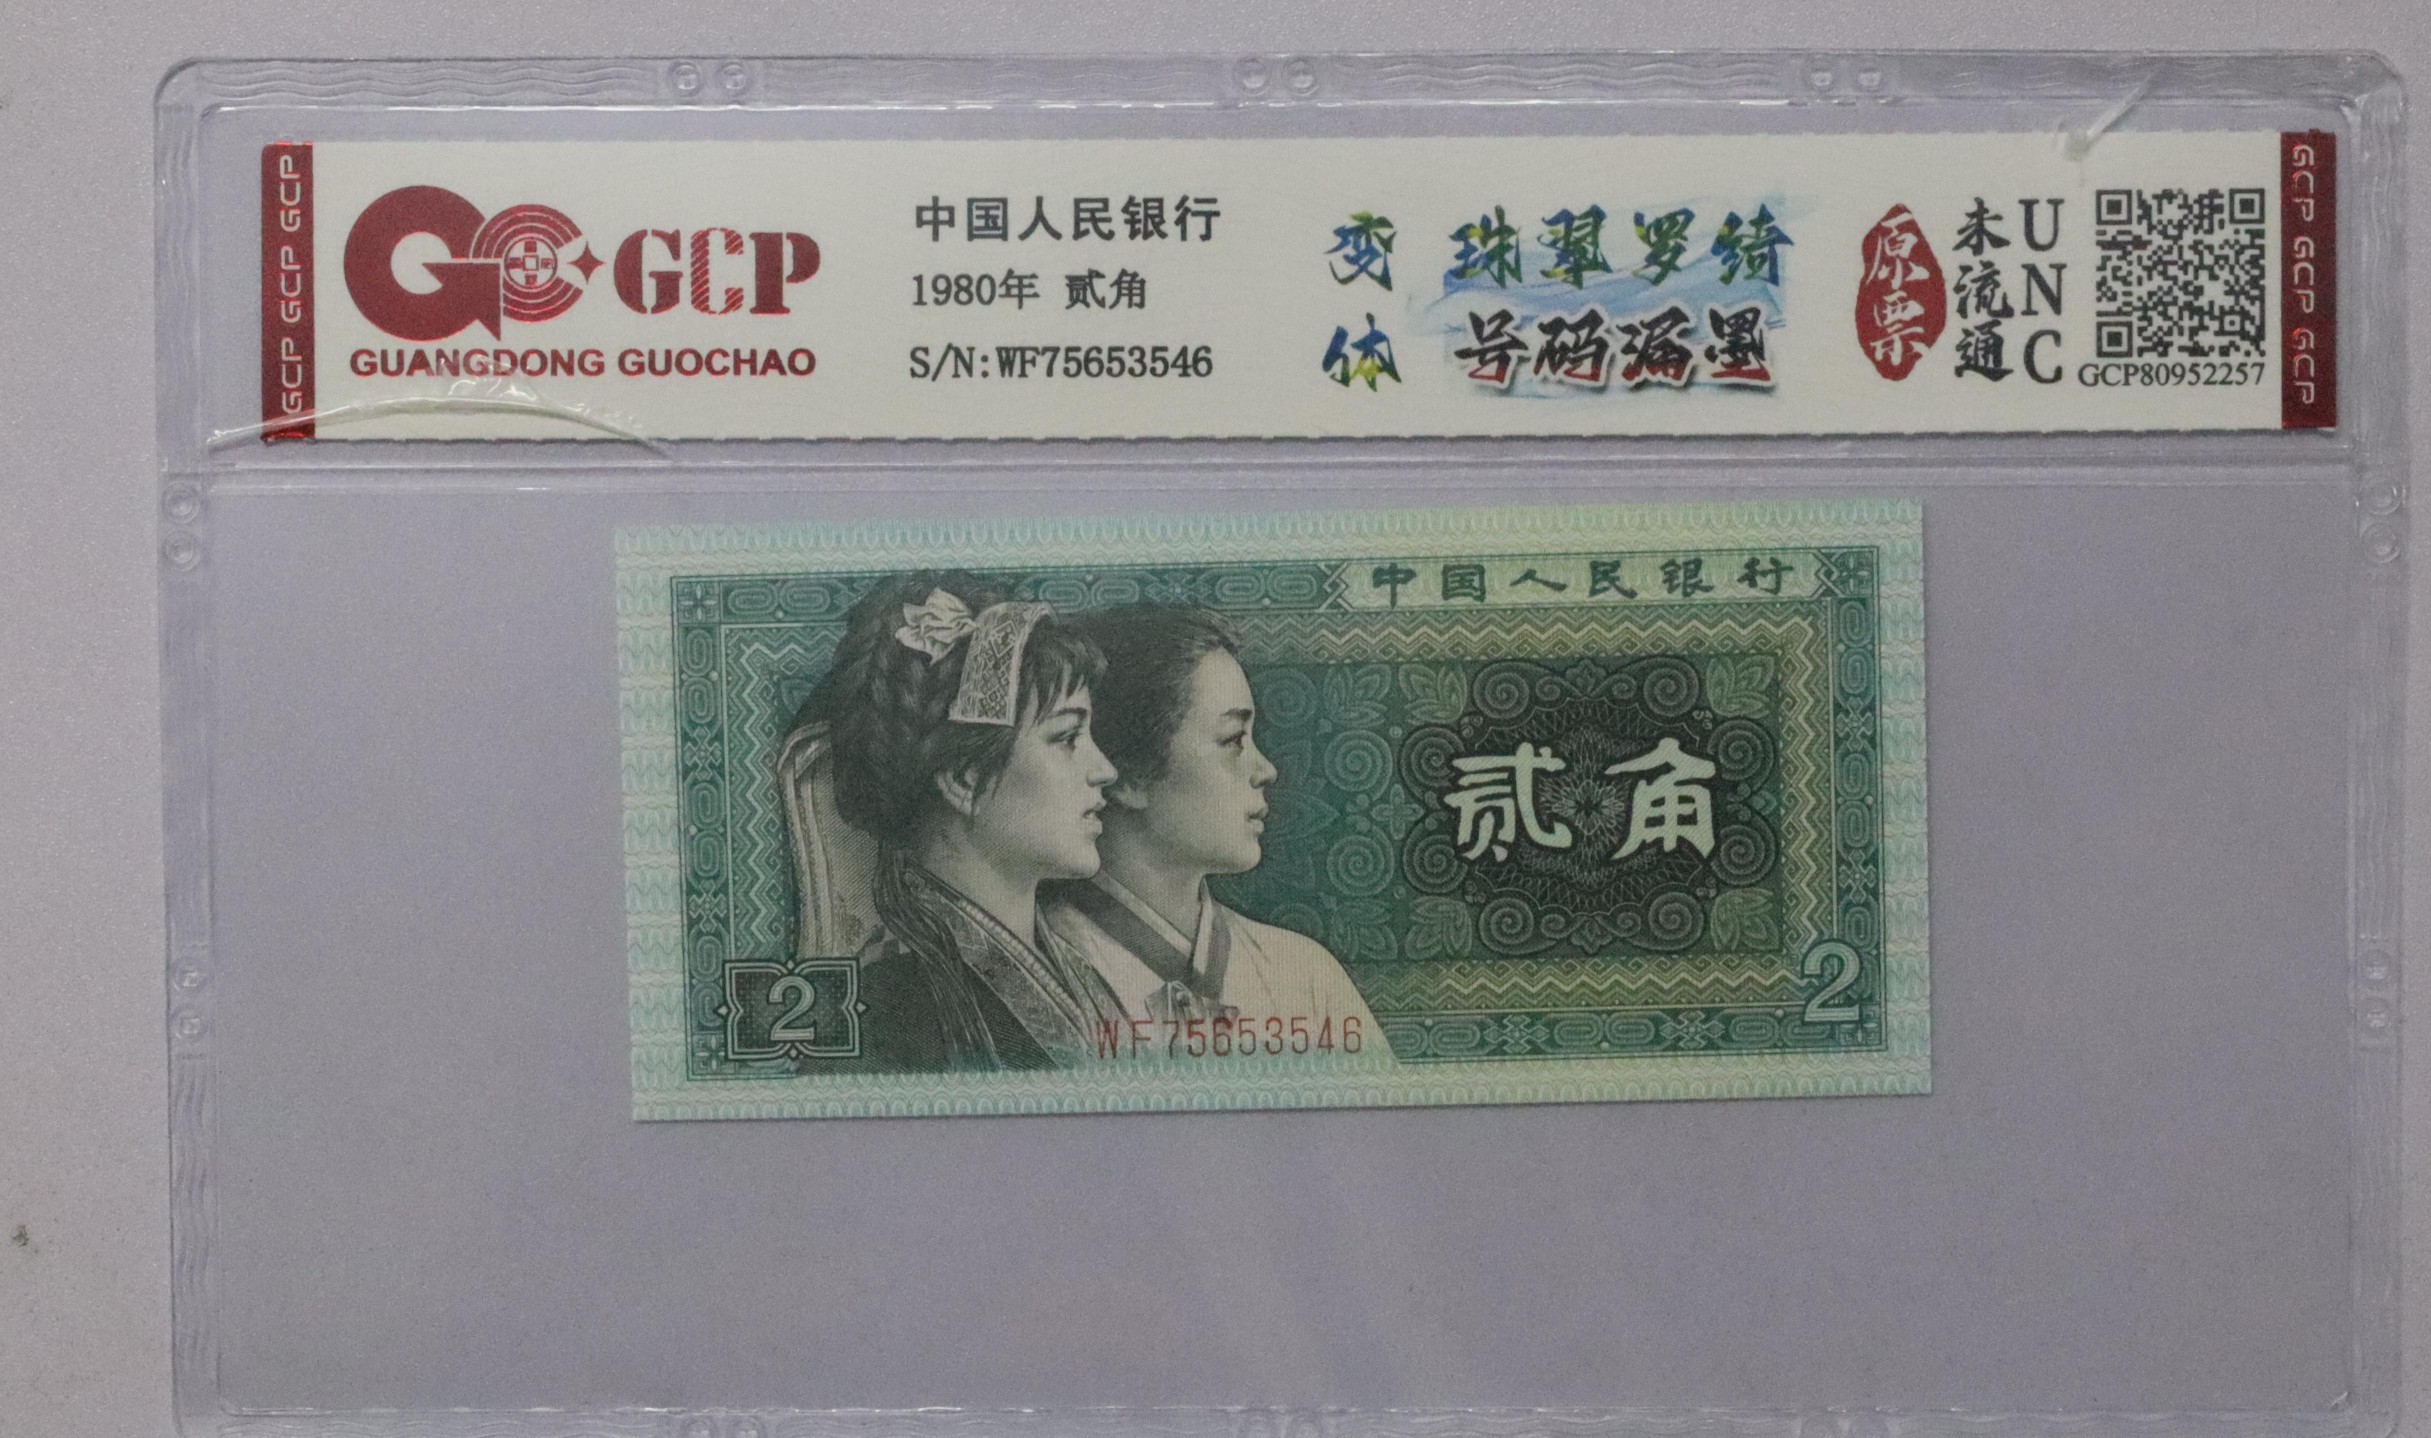 GCP GCP GCP
GCP
GUANGDONG GUOCHAO
中国人民银行
1980年 贰角
S/N:WF75653546
变体
珠翠罗绮
号码漏墨
原票
未流通
UNC
GCP80952257
GCP GCP GCP
中国人民银行
贰角
2
2
WF75653546